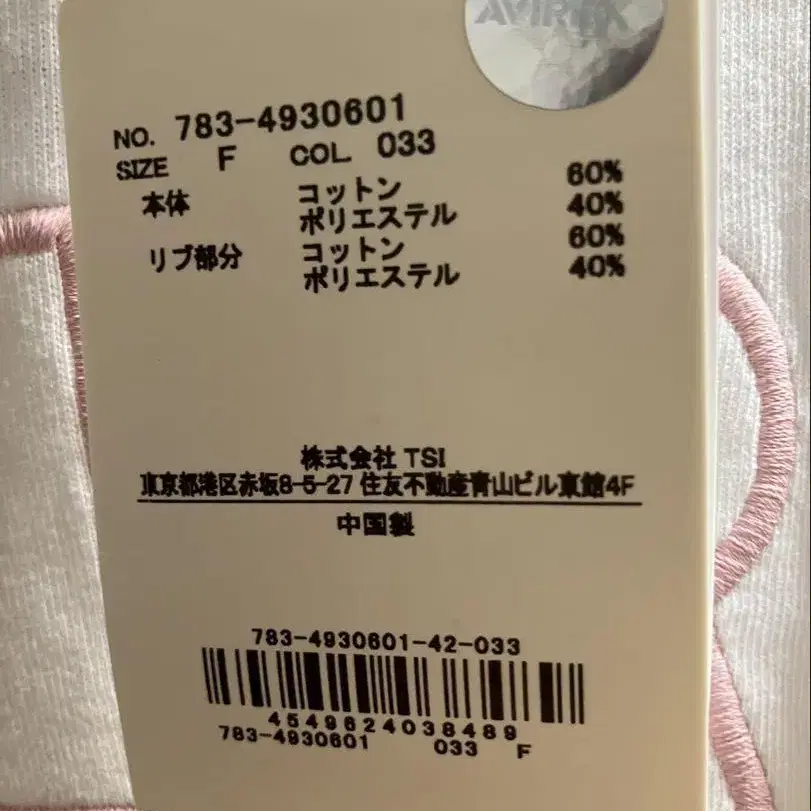 AVIREX
NO. 783-4930601
SIZE F COL. 033
本体 コットン 60%
ポリエステル 40%
リブ部分 コットン 60%
ポリエステル 40%
株式会社 TSI
東京都港区赤坂8-5-27 住友不動産青山ビル東館4F
中国製
783-4930601-42-033
4549624038489
783-4930601 033 F